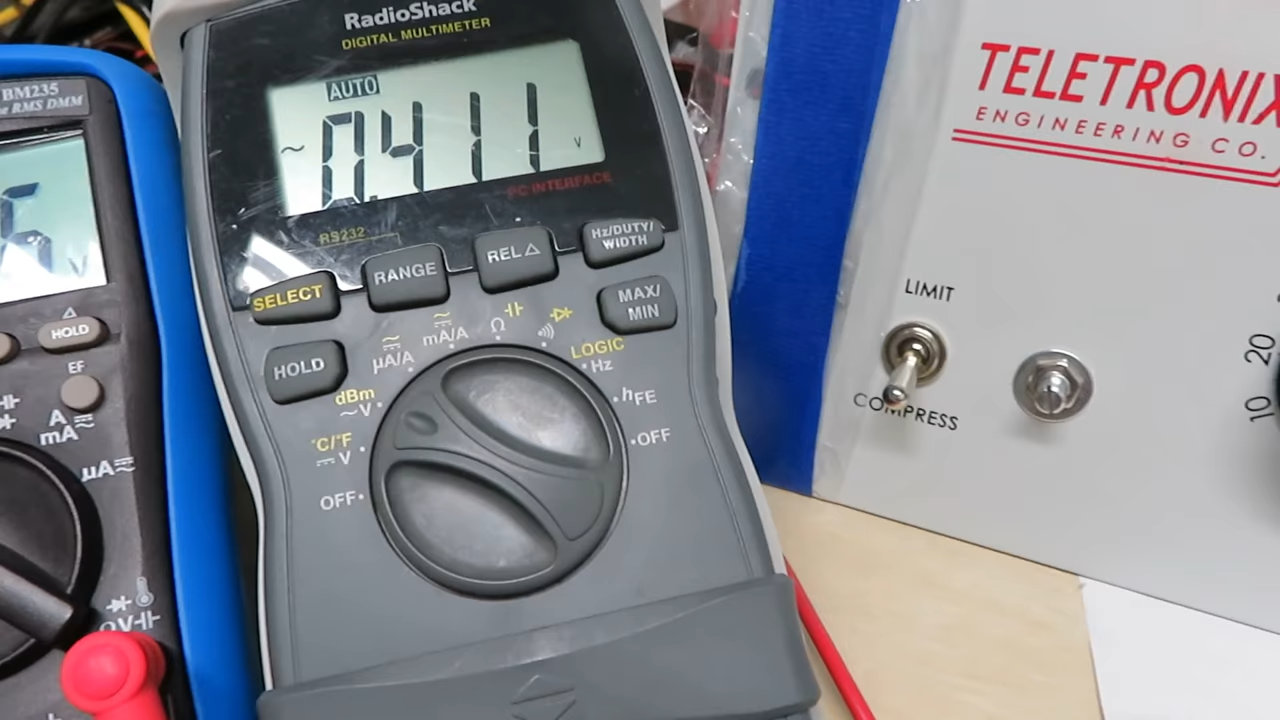 RadioShack
DIGITAL MULTIMETER
AUTO
~ 0.411 V
PC INTERFACE
RS232
SELECT
RANGE
REL△
Hz/DUTY/
WIDTH
MAX/
MIN
HOLD
µA/A
mA/A
Ω
LOGIC
Hz
hFE
OFF
dBm
~V
°C/°F
V
OFF
BM235
RMS DMM
V
△
HOLD
EF
A
mA
µA
V
TELETRONIX
ENGINEERING CO.
LIMIT
COMPRESS
20
10